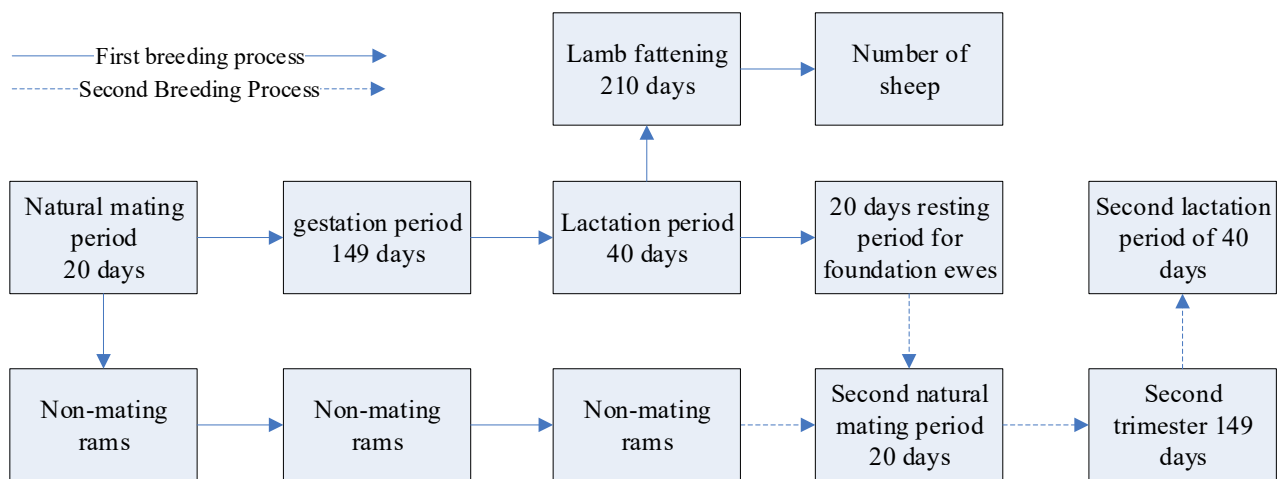 First breeding process
Second Breeding Process
Lamb fattening
210 days
Number of
sheep
Natural mating
period
20 days
gestation period
149 days
Lactation period
40 days
20 days resting
period for
foundation ewes
Second lactation
period of 40
days
Non-mating
rams
Non-mating
rams
Non-mating
rams
Second natural
mating period
20 days
Second
trimester 149
days